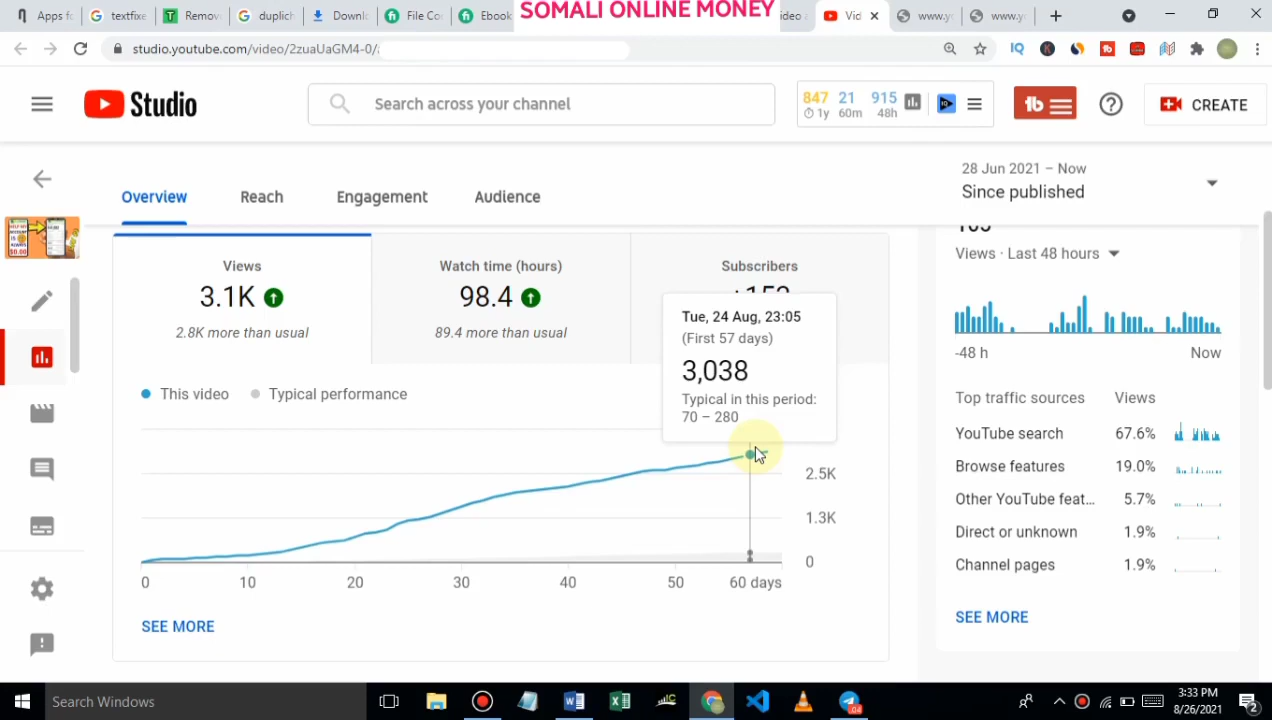 SOMALI ONLINE MONEY
Apps fo
textfixe
Remov
duplich
Downl
File Co
Ebook
Vid
www.yo
www.yo
studio.youtube.com/video/2zuaUaGM4-0/
Studio
Search across your channel
847 21 915
1y 60m 48h
CREATE
Overview Reach Engagement Audience
28 Jun 2021 – Now
Since published
Views
3.1K
2.8K more than usual
Watch time (hours)
98.4
89.4 more than usual
Subscribers
Tue, 24 Aug, 23:05
(First 57 days)
3,038
Typical in this period:
70 – 280
This video Typical performance
2.5K
1.3K
0
0 10 20 30 40 50 60 days
SEE MORE
Views · Last 48 hours
-48 h Now
Top traffic sources Views
YouTube search 67.6%
Browse features 19.0%
Other YouTube feat... 5.7%
Direct or unknown 1.9%
Channel pages 1.9%
SEE MORE
Search Windows
3:33 PM
8/26/2021